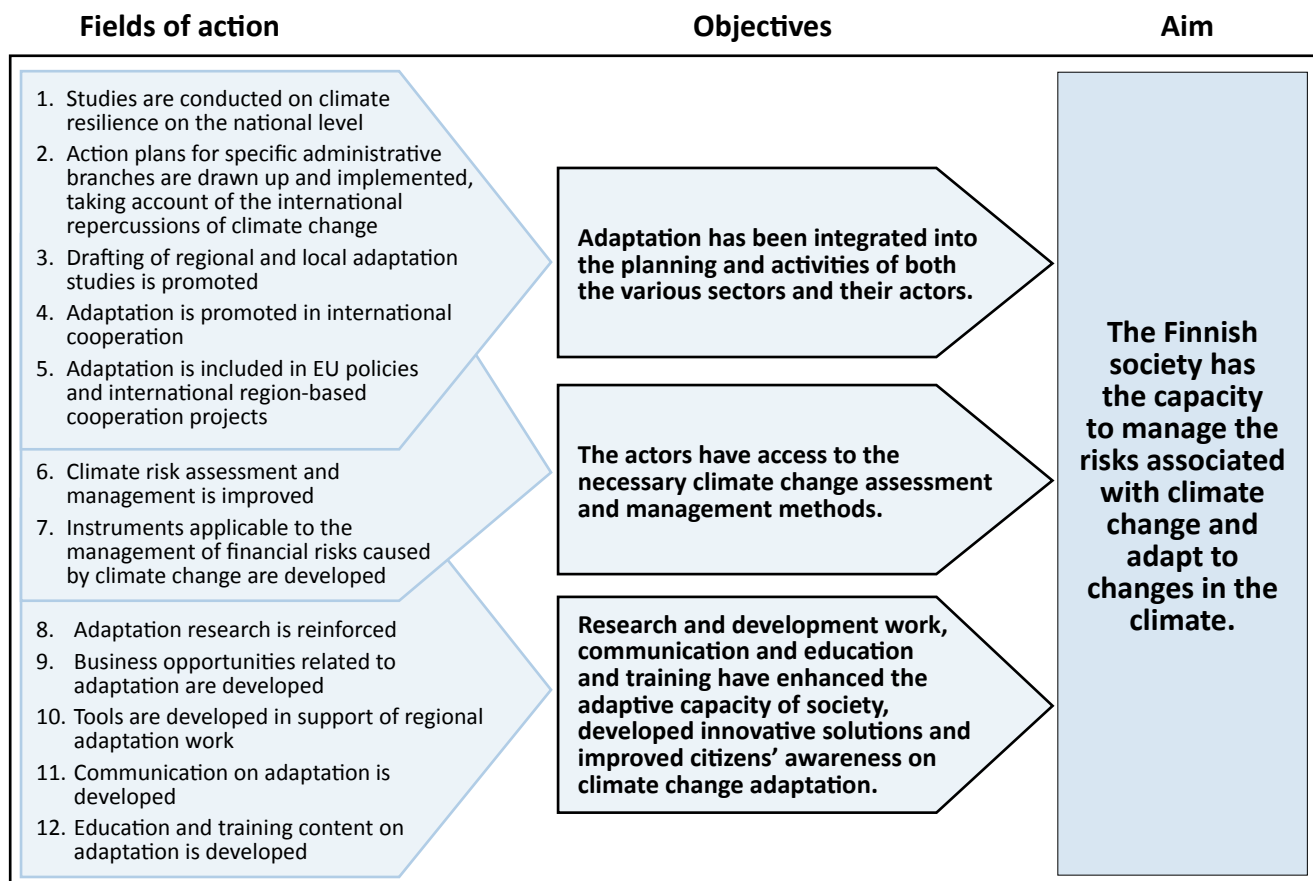 Fields of action
Objectives
Aim
1. Studies are conducted on climate
resilience on the national level
2. Action plans for specific administrative
branches are drawn up and implemented,
taking account of the international
repercussions of climate change
3. Drafting of regional and local adaptation
studies is promoted
4. Adaptation is promoted in international
cooperation
5. Adaptation is included in EU policies
and international region-based
cooperation projects
6. Climate risk assessment and
management is improved
7. Instruments applicable to the
management of financial risks caused
by climate change are developed
8. Adaptation research is reinforced
9. Business opportunities related to
adaptation are developed
10. Tools are developed in support of regional
adaptation work
11. Communication on adaptation is
developed
12. Education and training content on
adaptation is developed
Adaptation has been integrated into
the planning and activities of both
the various sectors and their actors.
The actors have access to the
necessary climate change assessment
and management methods.
Research and development work,
communication and education
and training have enhanced the
adaptive capacity of society,
developed innovative solutions and
improved citizens’ awareness on
climate change adaptation.
The Finnish
society has
the capacity
to manage the
risks associated
with climate
change and
adapt to
changes in the
climate.